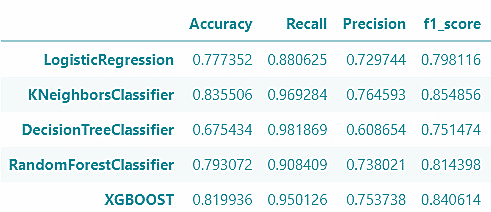 Accuracy Recall Precision f1_score
LogisticRegression 0.777352 0.880625 0.729744 0.798116
KNeighborsClassifier 0.835506 0.969284 0.764593 0.854856
DecisionTreeClassifier 0.675434 0.981869 0.608654 0.751474
RandomForestClassifier 0.793072 0.908409 0.738021 0.814398
XGBOOST 0.819936 0.950126 0.753738 0.840614